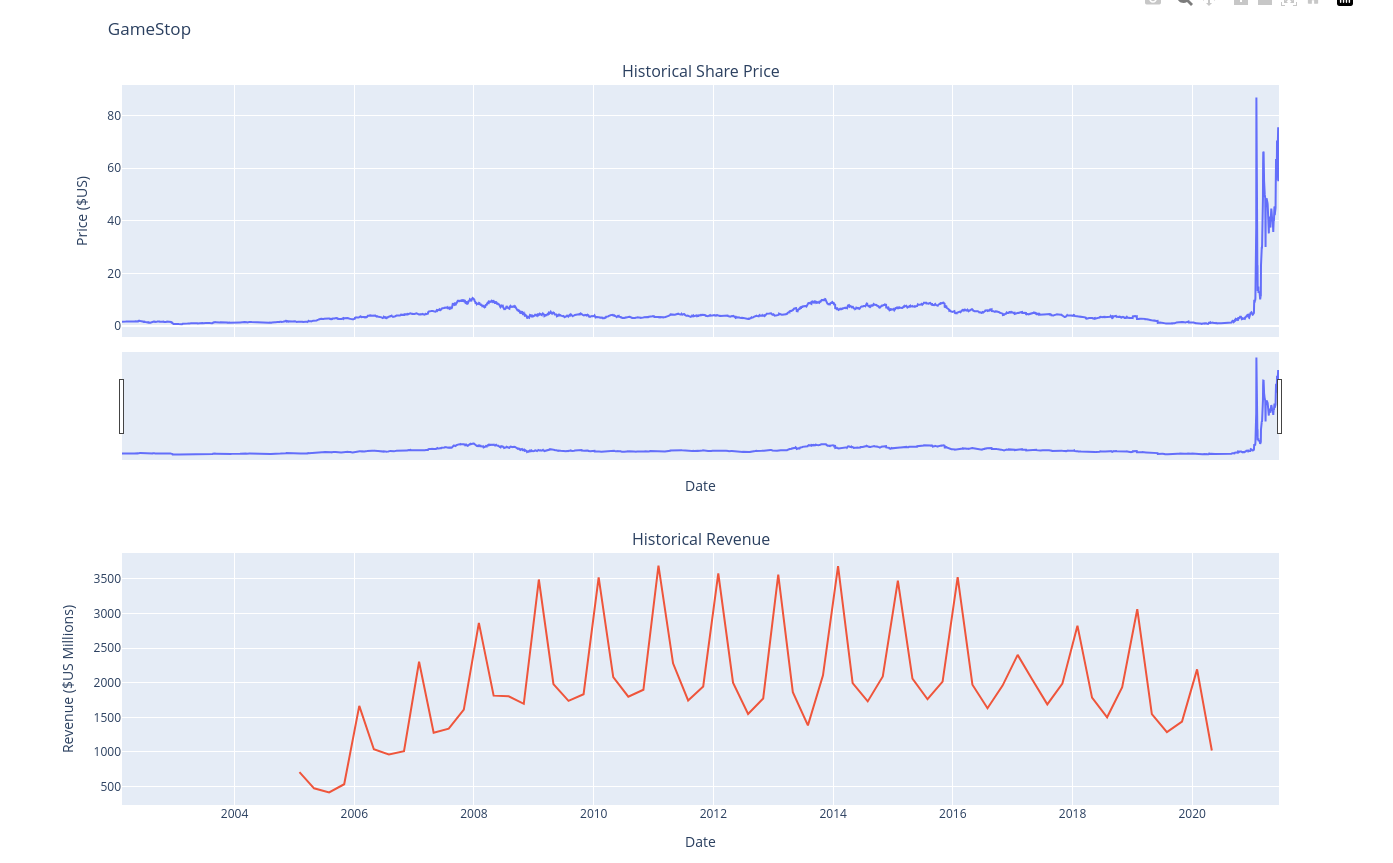 GameStop
Historical Share Price
80
60
40
20
0
Price ($US)
Date
Historical Revenue
3500
3000
2500
2000
1500
1000
500
Revenue ($US Millions)
2004 2006 2008 2010 2012 2014 2016 2018 2020
Date